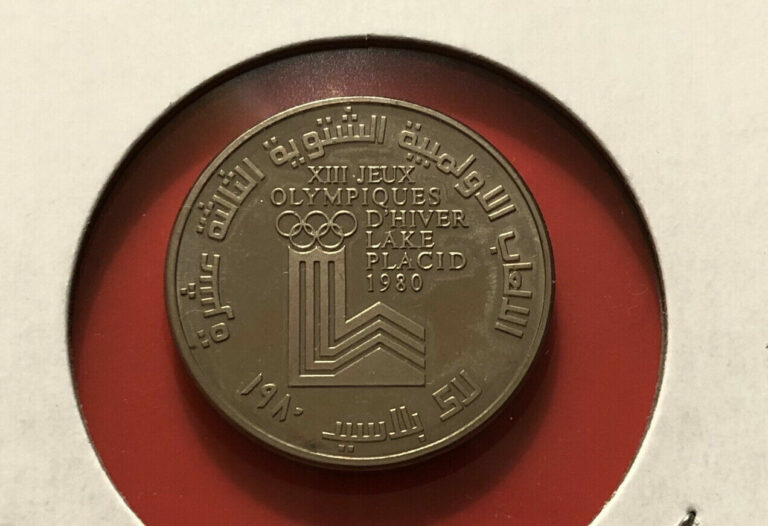 الالعاب الاولمبية الشتوية الثالثة عشرة
XIII JEUX
OLYMPIQUES
D'HIVER
LAKE
PLACID
1980
لايك بلاسيد
١٩٨٠